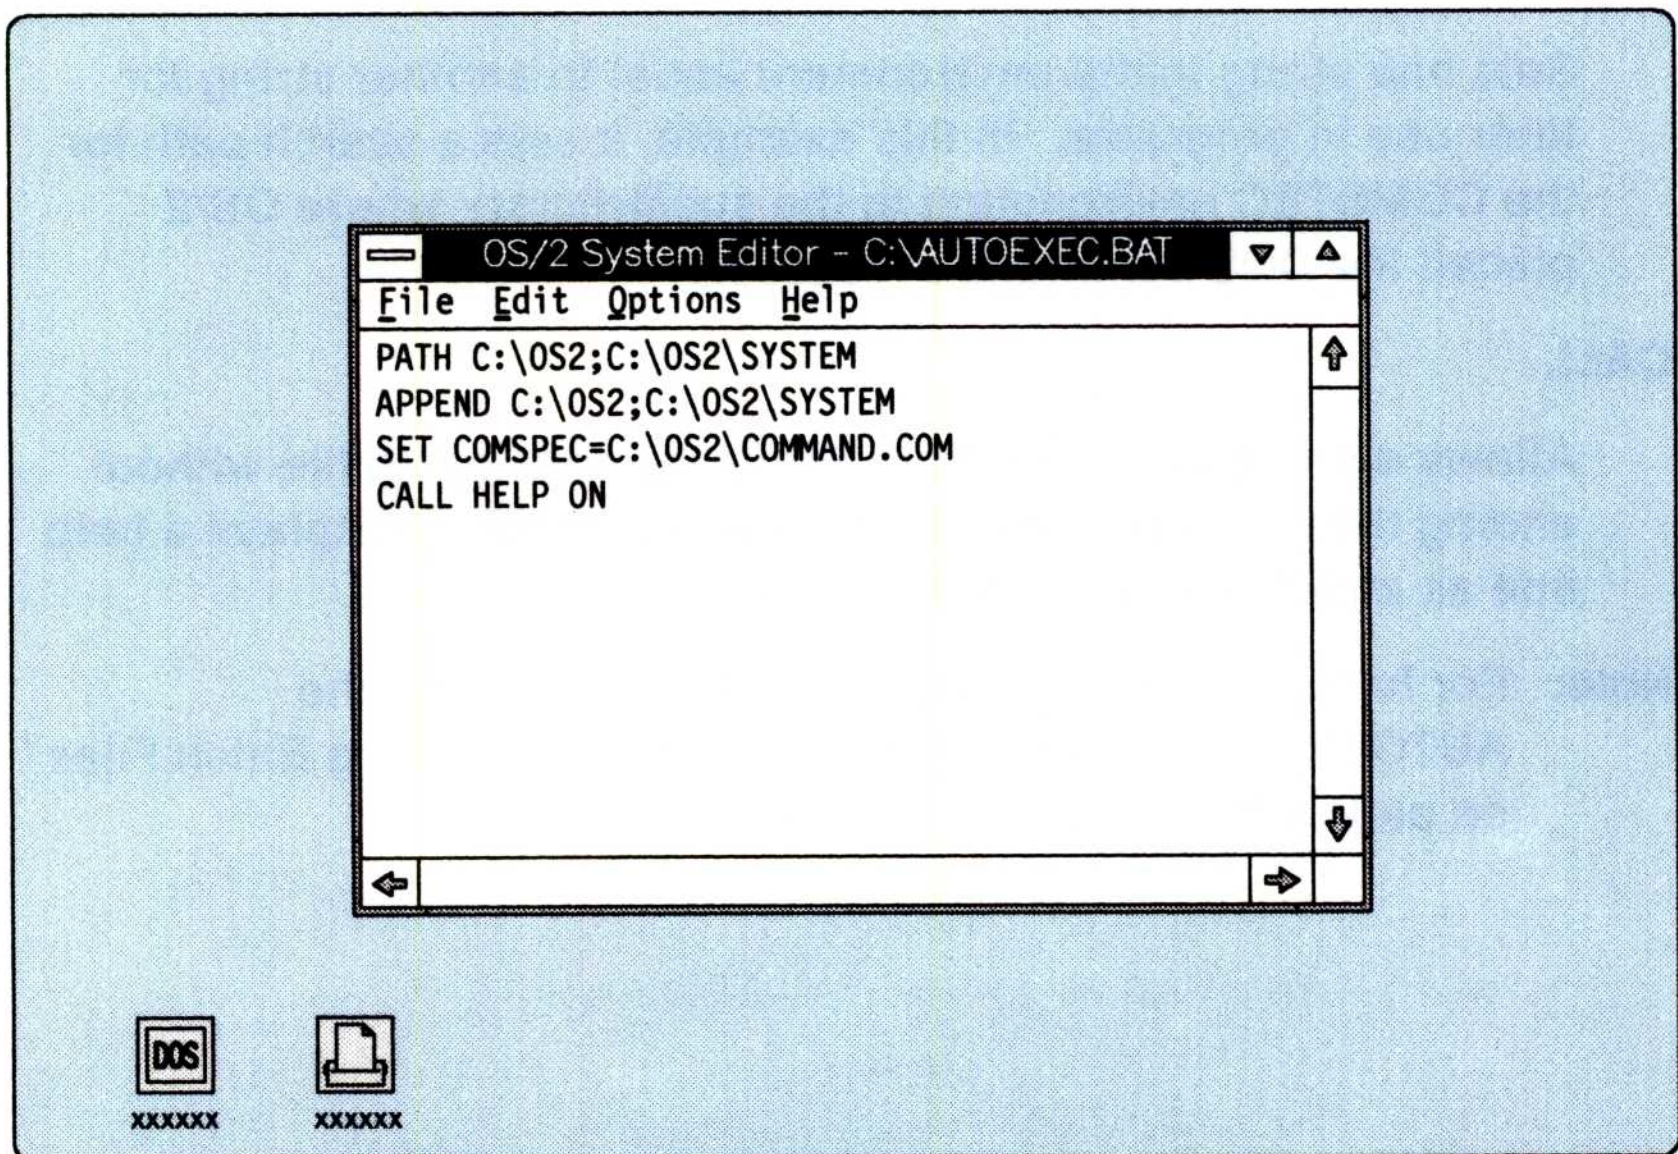 OS/2 System Editor – C:\AUTOEXEC.BAT
File Edit Options Help
PATH C:\OS2;C:\OS2\SYSTEM
APPEND C:\OS2;C:\OS2\SYSTEM
SET COMSPEC=C:\OS2\COMMAND.COM
CALL HELP ON
DOS
xxxxxx xxxxxx